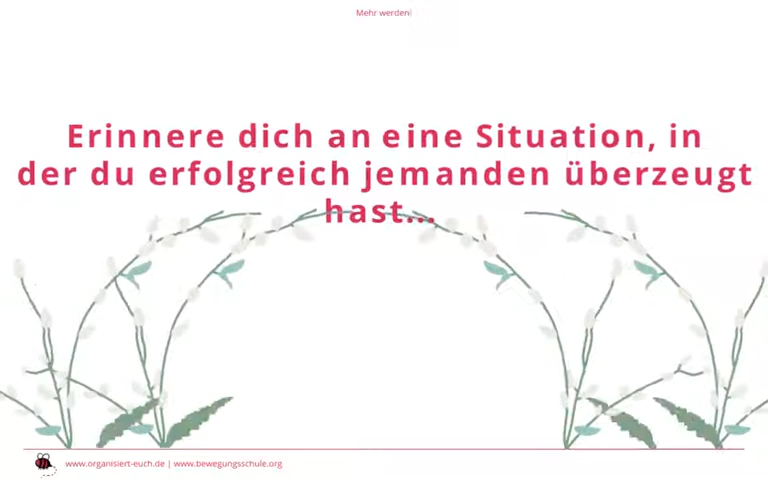 Mehr werden
Erinnere dich an eine Situation, in
der du erfolgreich jemanden überzeugt
hast...
www.organisiert-euch.de | www.bewegungsschule.org